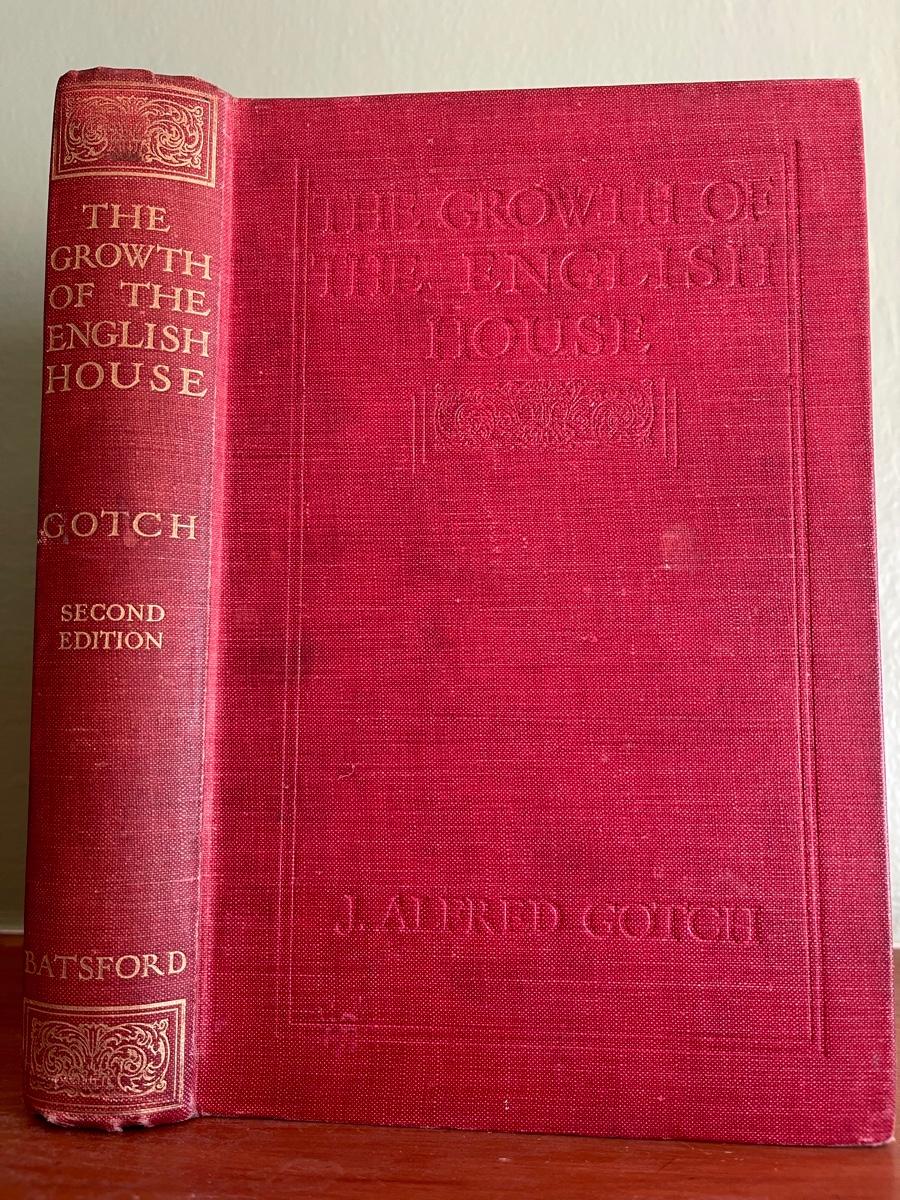 THE
GROWTH
OF THE
ENGLISH
HOUSE
GOTCH
SECOND
EDITION
BATSFORD
THE GROWTH OF
THE ENGLISH
HOUSE
J. ALFRED GOTCH